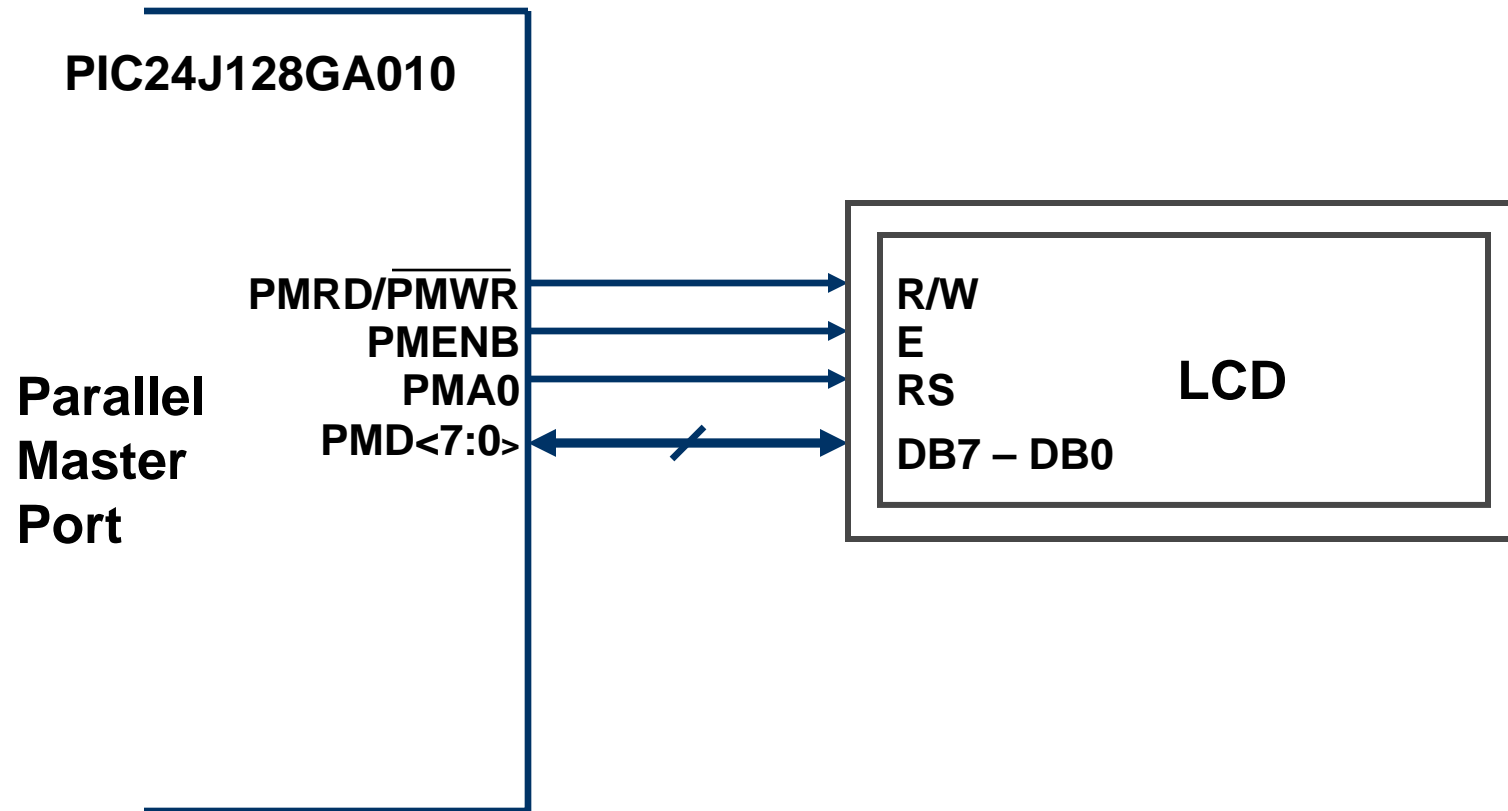 PIC24J128GA010
PMRD/PMWR
PMENB
PMA0
PMD<7:0>
Parallel
Master
Port
R/W
E
RS
DB7 – DB0
LCD